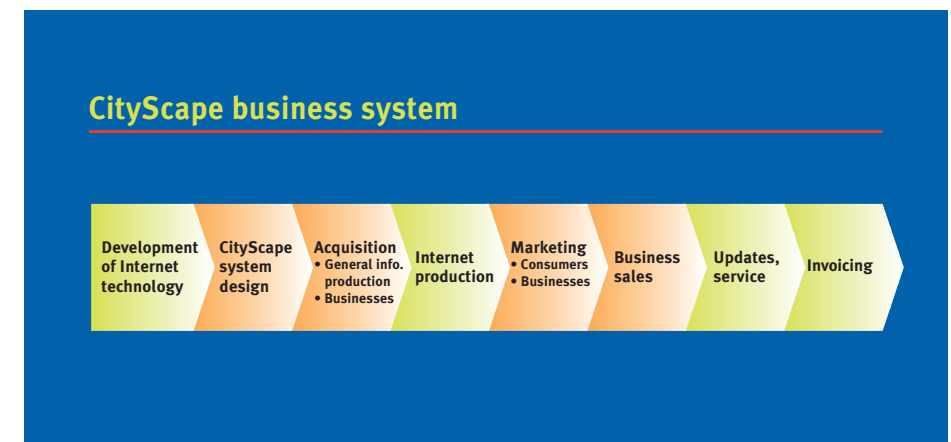 CityScape business system
Development
of Internet
technology
CityScape
system
design
Acquisition
• General info.
production
• Businesses
Internet
production
Marketing
• Consumers
• Businesses
Business
sales
Updates,
service
Invoicing